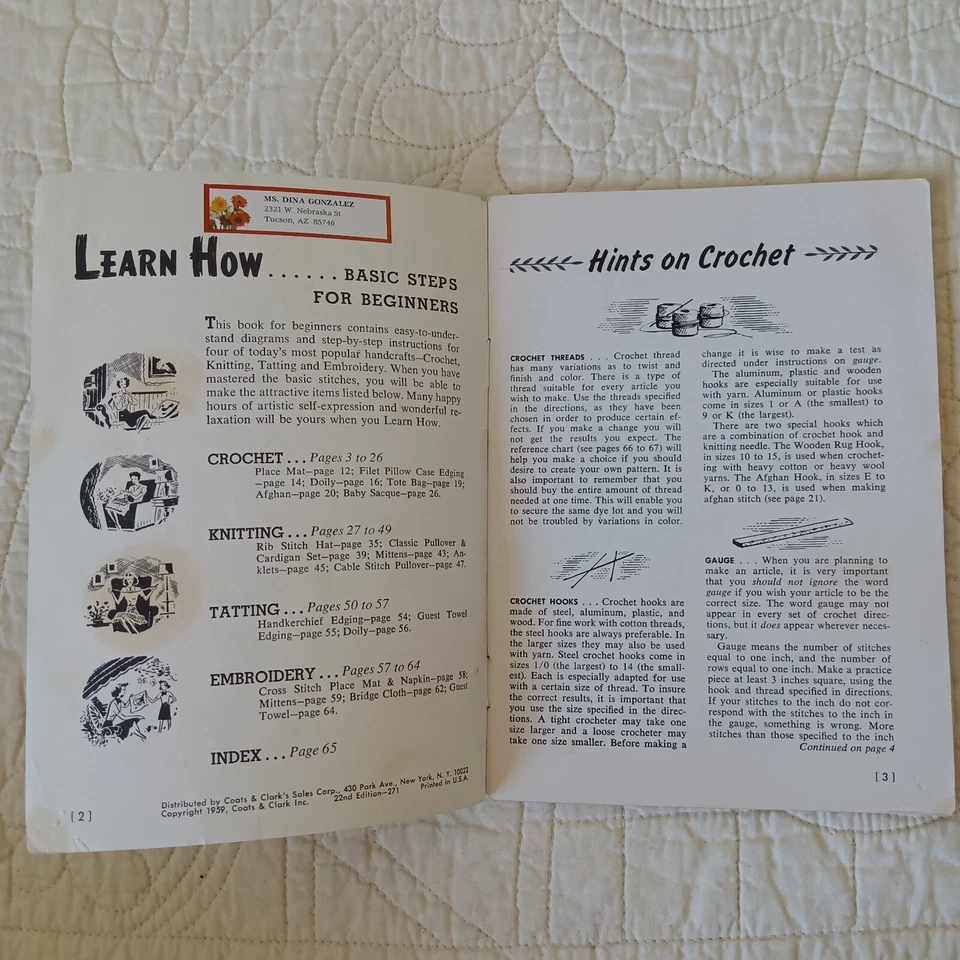 MS. DINA GONZALEZ
2321 W. Nebraska St.
Tucson, AZ 85746
LEARN HOW...... BASIC STEPS
FOR BEGINNERS
This book for beginners contains easy-to-under-
stand diagrams and step-by-step instructions for
four of today's most popular handcrafts—Crochet,
Knitting, Tatting and Embroidery. When you have
mastered the basic stitches, you will be able to
make the attractive items listed below. Many happy
hours of artistic self-expression and wonderful re-
laxation will be yours when you Learn How.
CROCHET... Pages 3 to 26
Place Mat—page 12; Filet Pillow Case Edging
—page 14; Doily—page 16; Tote Bag—page 19;
Afghan—page 20; Baby Sacque—page 26.
KNITTING... Pages 27 to 49
Rib Stitch Hat—page 35; Classic Pullover &
Cardigan Set—page 39; Mittens—page 43; An-
klets—page 45; Cable Stitch Pullover—page 47.
TATTING... Pages 50 to 57
Handkerchief Edging—page 54; Guest Towel
Edging—page 55; Doily—page 56.
EMBROIDERY... Pages 57 to 64
Cross Stitch Place Mat & Napkin—page 58;
Mittens—page 59; Bridge Cloth—page 62; Guest
Towel—page 64.
INDEX... Page 65
Distributed by Coats & Clark's Sales Corp., 430 Park Ave., New York, N. Y. 10022
Copyright 1959, Coats & Clark Inc. 22nd Edition—271 Printed in U.S.A.
[2]
Hints on Crochet
CROCHET THREADS ... Crochet thread
has many variations as to twist and
finish and color. There is a type of
thread suitable for every article you
wish to make. Use the threads specified
in the directions, as they have been
chosen in order to produce certain ef-
fects. If you make a change you will
not get the results you expect. The
reference chart (see pages 66 to 67) will
help you make a choice if you should
desire to create your own pattern. It is
also important to remember that you
should buy the entire amount of thread
needed at one time. This will enable you
to secure the same dye lot and you will
not be troubled by variations in color.
CROCHET HOOKS ... Crochet hooks are
made of steel, aluminum, plastic, and
wood. For fine work with cotton threads,
the steel hooks are always preferable. In
the larger sizes they may also be used
with yarn. Steel crochet hooks come in
sizes 1/0 (the largest) to 14 (the small-
est). Each is especially adapted for use
with a certain size of thread. To insure
the correct results, it is important that
you use the size specified in the direc-
tions. A tight crocheter may take one
size larger and a loose crocheter may
take one size smaller. Before making a
change it is wise to make a test as
directed under instructions on gauge.
The aluminum, plastic and wooden
hooks are especially suitable for use
with yarn. Aluminum or plastic hooks
come in sizes 1 or A (the smallest) to
9 or K (the largest).
There are two special hooks which
are a combination of crochet hook and
knitting needle. The Wooden Rug Hook,
in sizes 10 to 15, is used when crochet-
ing with heavy cotton or heavy wool
yarns. The Afghan Hook, in sizes E to
K, or 0 to 13, is used when making
afghan stitch (see page 21).
GAUGE ... When you are planning to
make an article, it is very important
that you should not ignore the word
gauge if you wish your article to be the
correct size. The word gauge may not
appear in every set of crochet direc-
tions, but it does appear wherever neces-
sary.
Gauge means the number of stitches
equal to one inch, and the number of
rows equal to one inch. Make a practice
piece at least 3 inches square, using the
hook and thread specified in directions.
If your stitches to the inch do not cor-
respond with the stitches to the inch in
the gauge, something is wrong. More
stitches than those specified to the inch
Continued on page 4
[3]